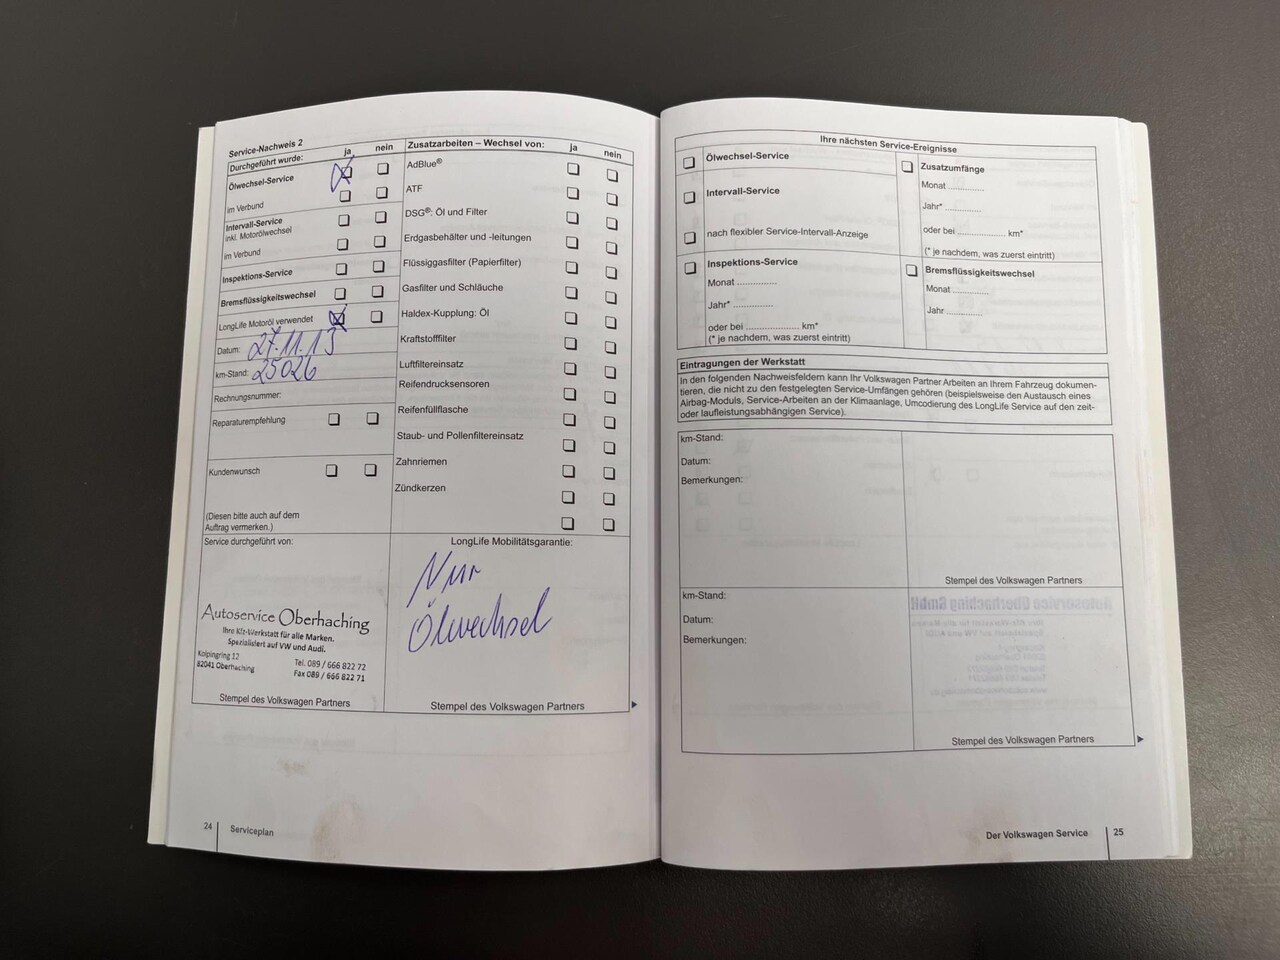 Service-Nachweis 2
Durchgeführt wurde: ja nein
Ölwechsel-Service
im Verbund
Intervall-Service
inkl. Motorölwechsel
im Verbund
Inspektions-Service
Bremsflüssigkeitswechsel
LongLife Motoröl verwendet
Datum: 27.11.13
km-Stand: 25026
Rechnungsnummer:
Reparaturempfehlung
Kundenwunsch
(Diesen bitte auch auf dem
Auftrag vermerken.)
Service durchgeführt von:
Autoservice Oberhaching
Ihre Kfz-Werkstatt für alle Marken.
Spezialisiert auf VW und Audi.
Kolpingring 12
82041 Oberhaching
Tel. 089 / 666 822 72
Fax 089 / 666 822 71
Stempel des Volkswagen Partners
Zusatzarbeiten – Wechsel von: ja nein
AdBlue®
ATF
DSG®: Öl und Filter
Erdgasbehälter und -leitungen
Flüssiggasfilter (Papierfilter)
Gasfilter und Schläuche
Haldex-Kupplung: Öl
Kraftstofffilter
Luftfiltereinsatz
Reifendrucksensoren
Reifenfüllflasche
Staub- und Pollenfiltereinsatz
Zahnriemen
Zündkerzen
LongLife Mobilitätsgarantie:
Nur
Ölwechsel
Stempel des Volkswagen Partners
24 Serviceplan
Ihre nächsten Service-Ereignisse
Ölwechsel-Service
Intervall-Service
nach flexibler Service-Intervall-Anzeige
Inspektions-Service
Monat ...............
Jahr* ...............
oder bei .................... km*
(* je nachdem, was zuerst eintritt)
Zusatzumfänge
Monat .............
Jahr* .............
oder bei .................. km*
(* je nachdem, was zuerst eintritt)
Bremsflüssigkeitswechsel
Monat .............
Jahr .............
Eintragungen der Werkstatt
In den folgenden Nachweisfeldern kann Ihr Volkswagen Partner Arbeiten an Ihrem Fahrzeug dokumen-
tieren, die nicht zu den festgelegten Service-Umfängen gehören (beispielsweise den Austausch eines
Airbag-Moduls, Service-Arbeiten an der Klimaanlage, Umcodierung des LongLife Service auf den zeit-
oder laufleistungsabhängigen Service).
km-Stand:
Datum:
Bemerkungen:
Stempel des Volkswagen Partners
km-Stand:
Datum:
Bemerkungen:
Stempel des Volkswagen Partners
Der Volkswagen Service 25